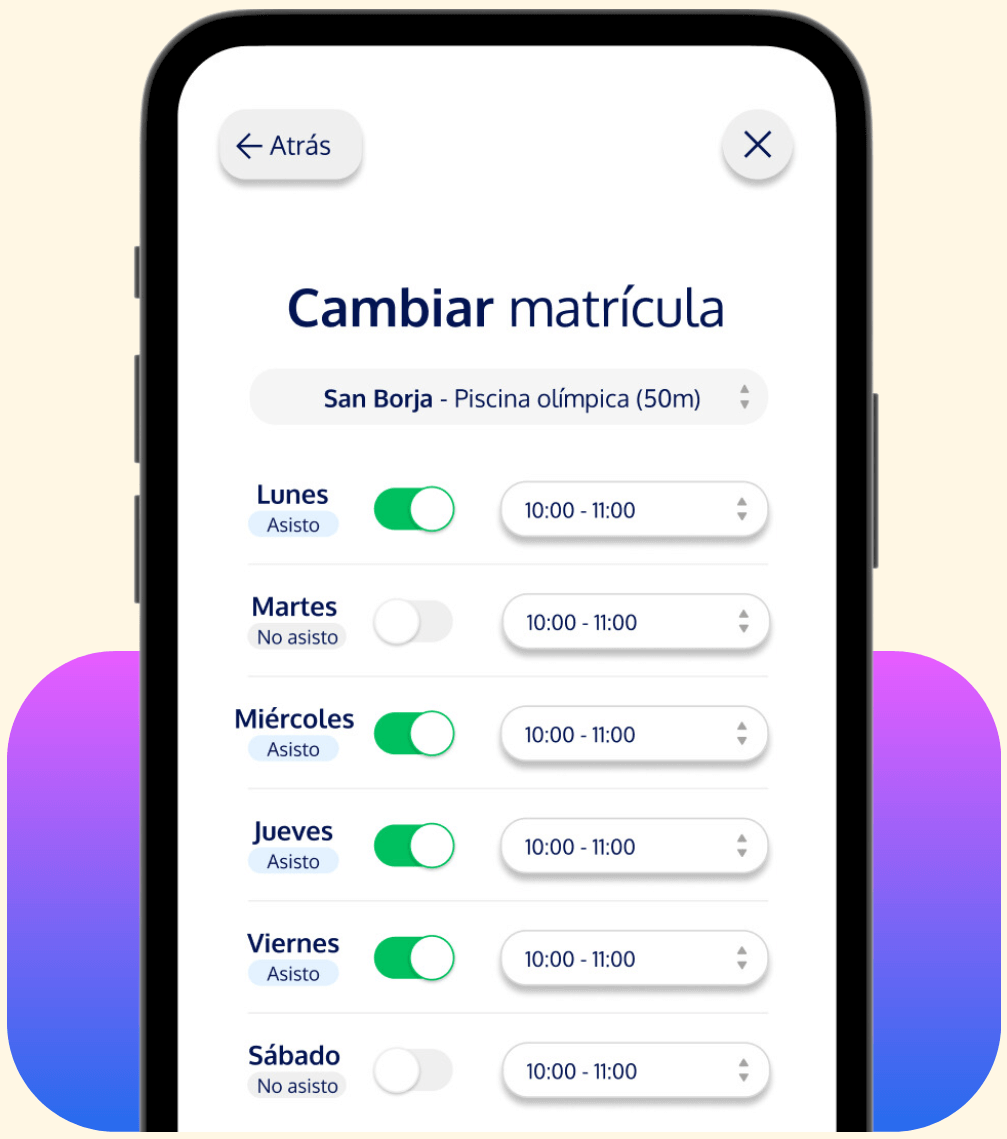 ← Atrás
Cambiar matrícula
San Borja - Piscina olímpica (50m)
Lunes
Asisto
10:00 - 11:00
Martes
No asisto
10:00 - 11:00
Miércoles
Asisto
10:00 - 11:00
Jueves
Asisto
10:00 - 11:00
Viernes
Asisto
10:00 - 11:00
Sábado
No asisto
10:00 - 11:00